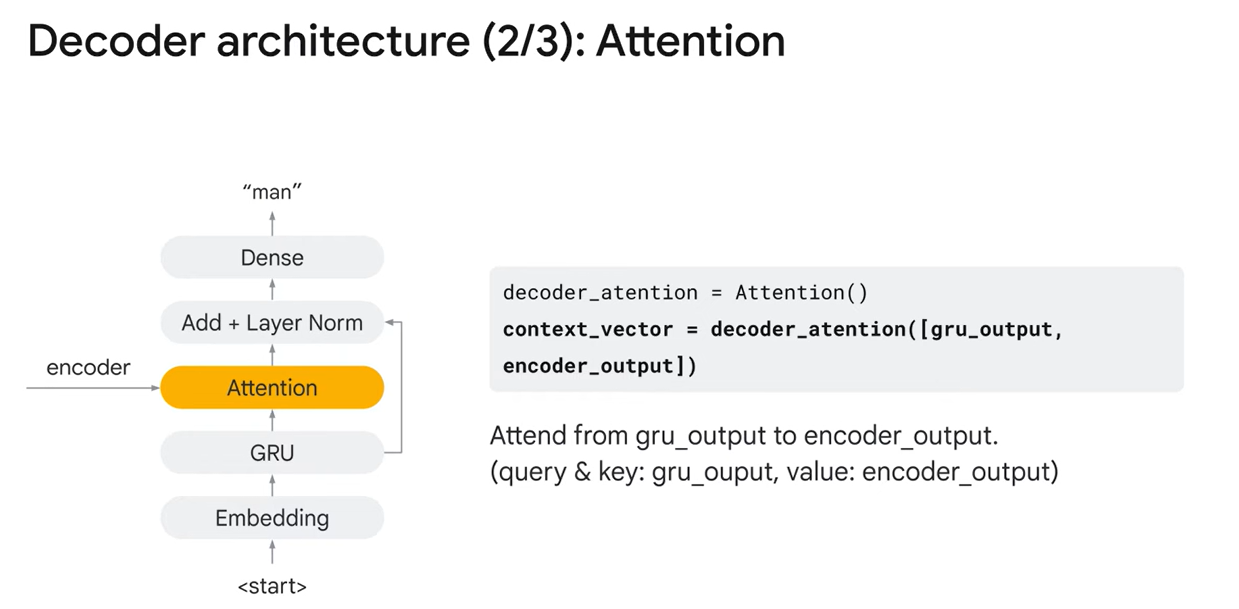 Decoder architecture (2/3): Attention
“man”
Dense
Add + Layer Norm
encoder
Attention
GRU
Embedding
<start>
decoder_atention = Attention()
context_vector = decoder_atention([gru_output,
encoder_output])
Attend from gru_output to encoder_output.
(query & key: gru_ouput, value: encoder_output)